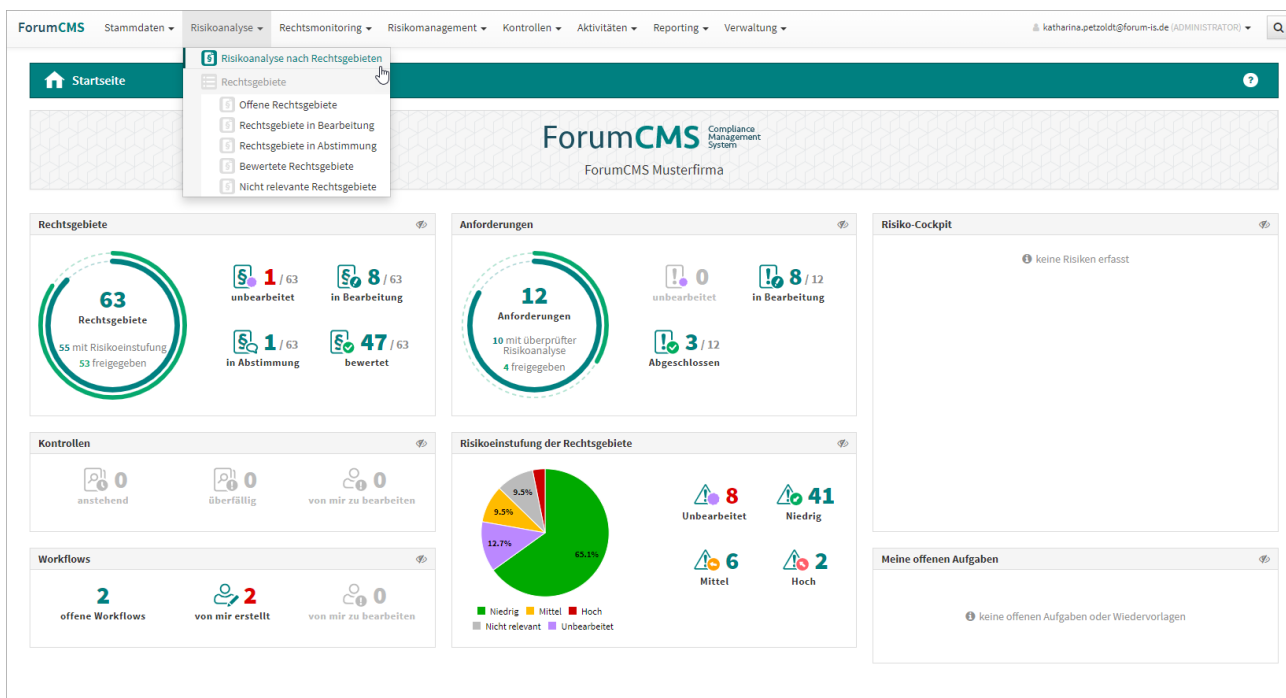 ForumCMS Stammdaten Risikoanalyse Rechtsmonitoring Risikomanagement Kontrollen Aktivitäten Reporting Verwaltung katharina.petzoldt@forum-is.de (ADMINISTRATOR)
Risikoanalyse nach Rechtsgebieten
Rechtsgebiete
Offene Rechtsgebiete
Rechtsgebiete in Bearbeitung
Rechtsgebiete in Abstimmung
Bewertete Rechtsgebiete
Nicht relevante Rechtsgebiete
Startseite ?
ForumCMS Compliance
Management
System
ForumCMS Musterfirma
Rechtsgebiete
63
Rechtsgebiete
55 mit Risikoeinstufung
53 freigegeben
§ 1 / 63
unbearbeitet
§ 8 / 63
in Bearbeitung
§ 1 / 63
in Abstimmung
§ 47 / 63
bewertet
Anforderungen
12
Anforderungen
10 mit überprüfter
Risikoanalyse
4 freigegeben
0
unbearbeitet
8 / 12
in Bearbeitung
3 / 12
Abgeschlossen
Risiko-Cockpit
keine Risiken erfasst
Kontrollen
0
anstehend
0
überfällig
0
von mir zu bearbeiten
Risikoeinstufung der Rechtsgebiete
9.5%
9.5%
12.7%
65.1%
Niedrig Mittel Hoch
Nicht relevant Unbearbeitet
8
Unbearbeitet
41
Niedrig
6
Mittel
2
Hoch
Workflows
2
offene Workflows
2
von mir erstellt
0
von mir zu bearbeiten
Meine offenen Aufgaben
keine offenen Aufgaben oder Wiedervorlagen